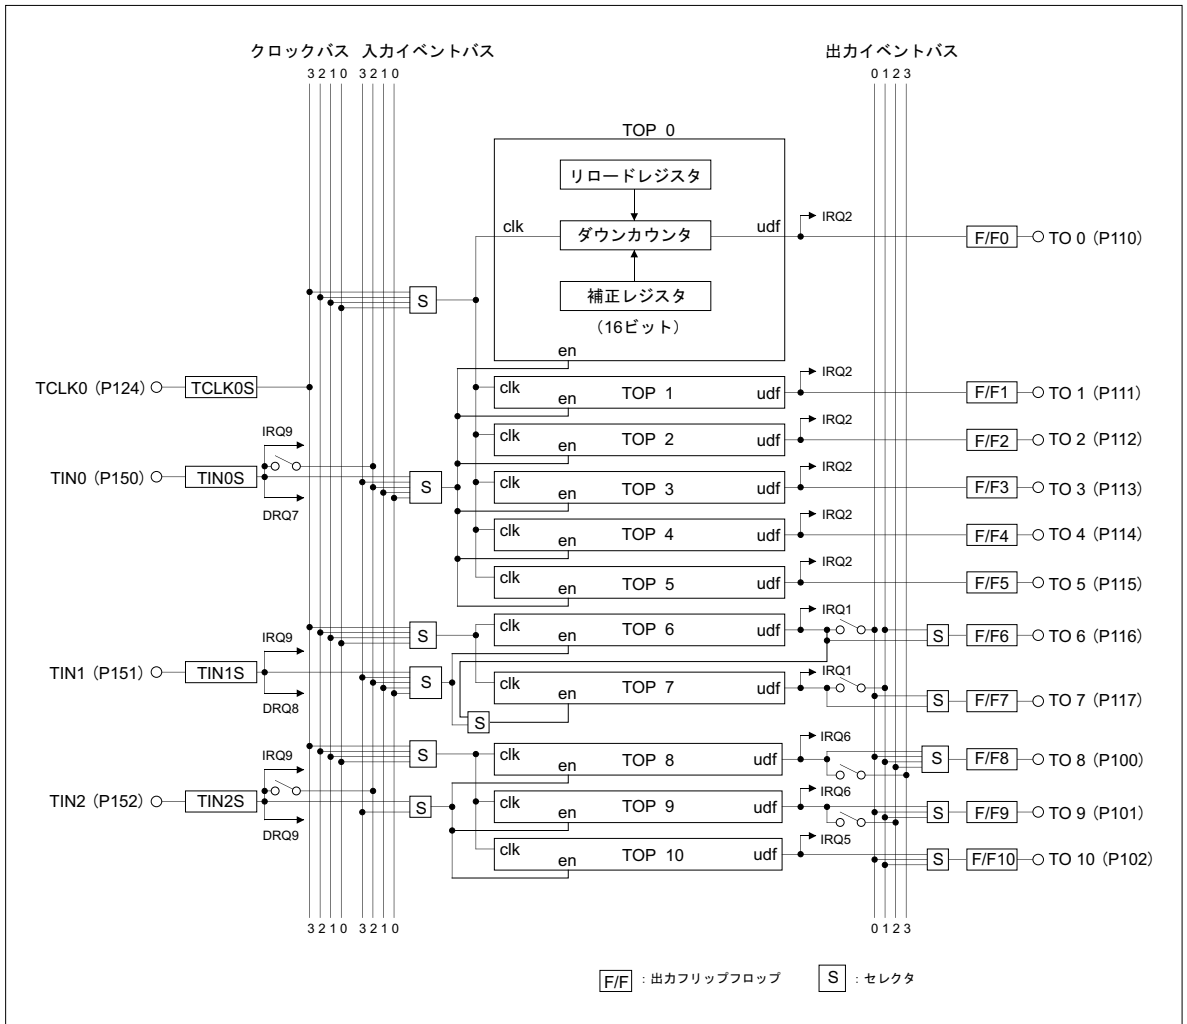 クロックバス 入力イベントバス 出力イベントバス
3 2 1 0 3 2 1 0 0 1 2 3
TOP 0
リロードレジスタ
clk ダウンカウンタ udf IRQ2 F/F0 TO 0 (P110)
S 補正レジスタ
(16ビット)
en
TCLK0 (P124) TCLK0S clk en TOP 1 udf IRQ2 F/F1 TO 1 (P111)
clk en TOP 2 udf IRQ2 F/F2 TO 2 (P112)
IRQ9
TIN0 (P150) TIN0S S clk en TOP 3 udf IRQ2 F/F3 TO 3 (P113)
DRQ7
clk en TOP 4 udf IRQ2 F/F4 TO 4 (P114)
clk en TOP 5 udf IRQ2 F/F5 TO 5 (P115)
IRQ9 S clk en TOP 6 udf IRQ1 S F/F6 TO 6 (P116)
TIN1 (P151) TIN1S S clk en TOP 7 udf IRQ1 S F/F7 TO 7 (P117)
DRQ8 S
IRQ9 S clk en TOP 8 udf IRQ6 S F/F8 TO 8 (P100)
TIN2 (P152) TIN2S S clk en TOP 9 udf IRQ6 S F/F9 TO 9 (P101)
DRQ9
clk en TOP 10 udf IRQ5 S F/F10 TO 10 (P102)
3 2 1 0 3 2 1 0 0 1 2 3
F/F : 出力フリップフロップ S : セレクタ